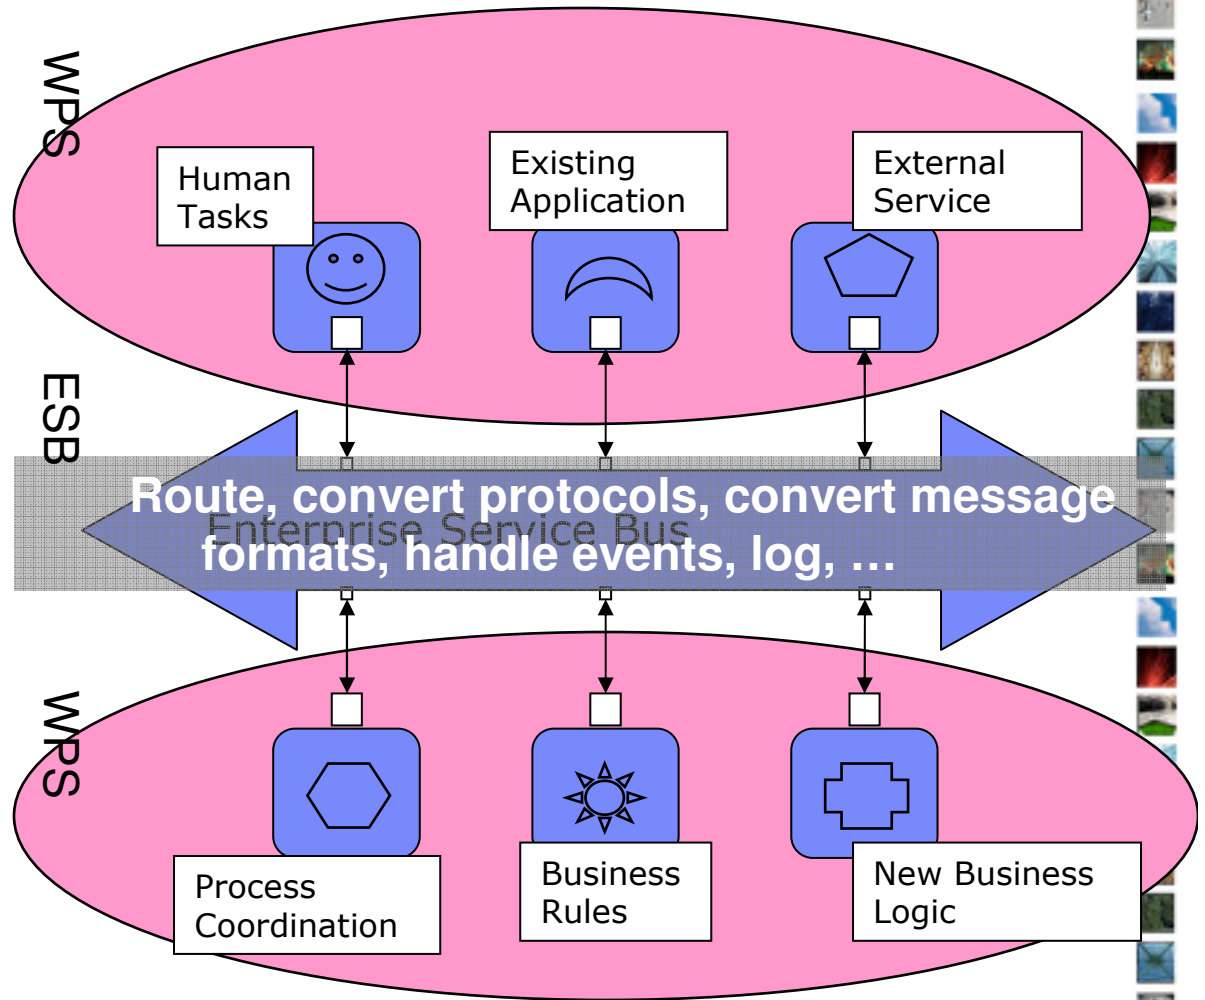 WPS
Human
Tasks
Existing
Application
External
Service
ESB
Route, convert protocols, convert message
Enterprise Service Bus
formats, handle events, log, …
WPS
Process
Coordination
Business
Rules
New Business
Logic